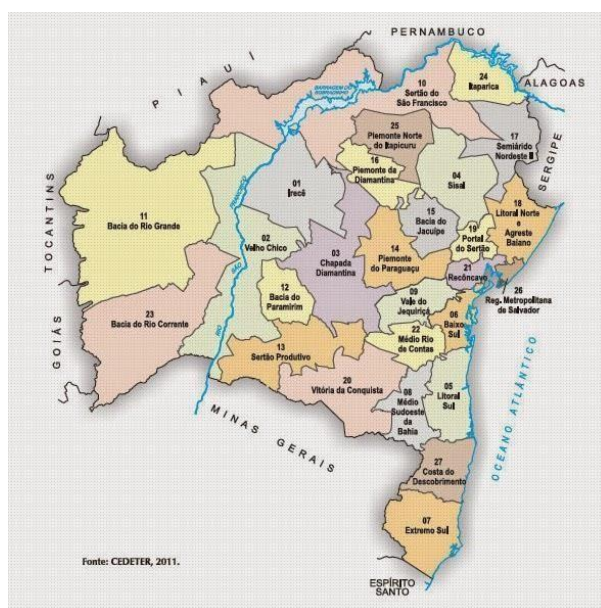 PERNAMBUCO
PIAUÍ
ALAGOAS
SERGIPE
TOCANTINS
GOIÁS
MINAS GERAIS
ESPÍRITO
SANTO
OCEANO ATLÂNTICO
BARRAGEM DO
SOBRADINHO
RIO SÃO FRANCISCO
10
Sertão do
São Francisco
24
Itaparica
25
Piemonte Norte
do Itapicuru
17
Semiárido
Nordeste II
16
Piemonte da
Diamantina
04
Sisal
01
Irecê
11
Bacia do Rio Grande
15
Bacia do
Jacuípe
18
Litoral Norte
e
Agreste
Baiano
19
Portal
do Sertão
02
Velho Chico
03
Chapada
Diamantina
14
Piemonte
do Paraguaçu
21
Recôncavo
26
Reg. Metropolitana
de Salvador
12
Bacia do
Paramirim
09
Vale do
Jequiriçá
06
Baixo
Sul
23
Bacia do Rio Corrente
22
Médio Rio
de Contas
13
Sertão Produtivo
20
Vitória da Conquista
08
Médio
Sudoeste
da
Bahia
05
Litoral
Sul
27
Costa do
Descobrimento
07
Extremo Sul
Fonte: CEDETER, 2011.